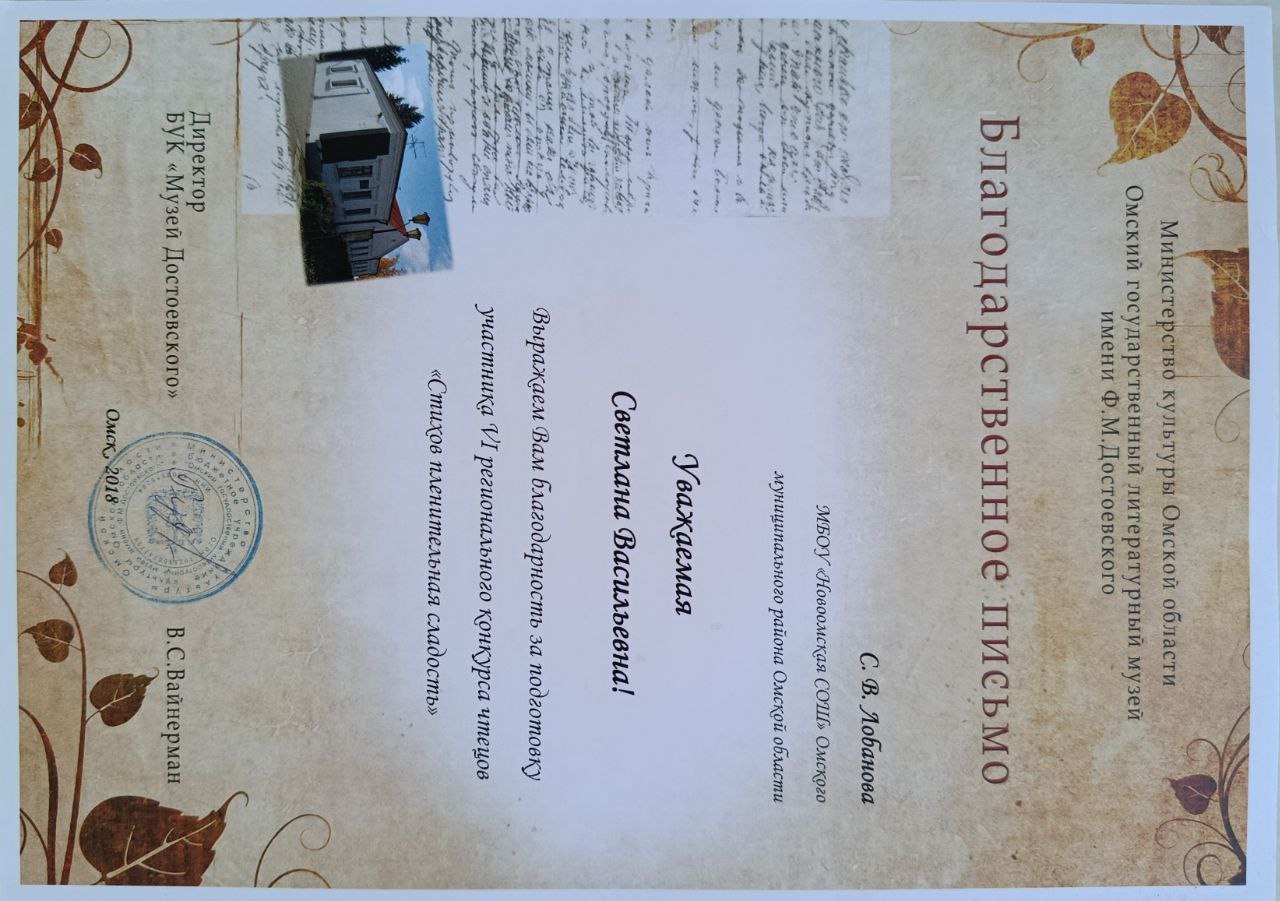 Министерство культуры Омской области
Омский государственный литературный музей
имени Ф.М.Достоевского
Благодарственное письмо
С. В. Лобанова
МБОУ «Новоомская СОШ» Омского
муниципального района Омской области
Уважаемая
Светлана Васильевна!
Выражаем Вам благодарность за подготовку
участника VI регионального конкурса чтецов
«Стихов пленительная сладость»
Директор
БУК «Музей Достоевского»
В.С.Вайнерман
Омск, 2018